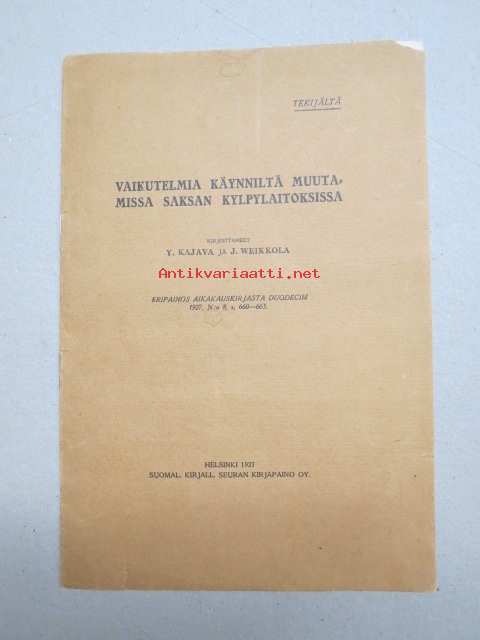 TEKIJÄLTÄ
VAIKUTELMIA KÄYNNILTÄ MUUTA-
MISSA SAKSAN KYLPYLAITOKSISSA
KIRJOITTANEET
Y. KAJAVA JA J. WEIKKOLA
Antikvariaatti.net
ERIPAINOS AIKAKAUSKIRJASTA DUODECIM
1927, N:o 8, s. 660—663.
HELSINKI 1927
SUOMAL. KIRJALL. SEURAN KIRJAPAINO OY.